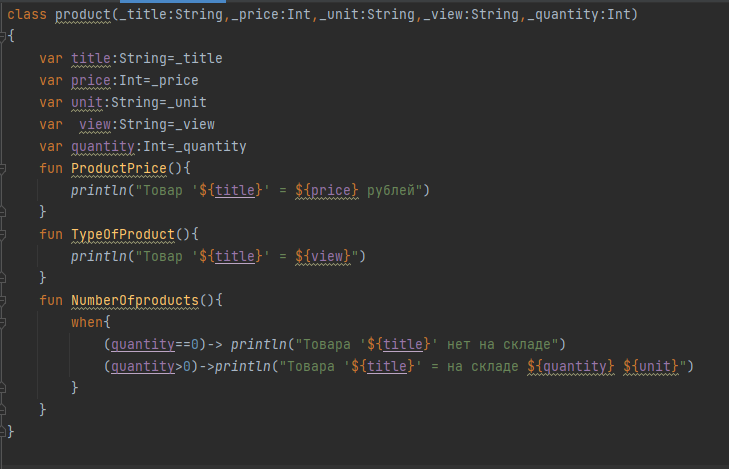 class product(_title:String,_price:Int,_unit:String,_view:String,_quantity:Int)
{
    var title:String=_title
    var price:Int=_price
    var unit:String=_unit
    var  view:String=_view
    var quantity:Int=_quantity
    fun ProductPrice(){
        println("Товар '${title}' = ${price} рублей")
    }
    fun TypeOfProduct(){
        println("Товар '${title}' = ${view}")
    }
    fun NumberOfproducts(){
        when{
            (quantity==0)-> println("Товара '${title}' нет на складе")
            (quantity>0)->println("Товара '${title}' = на складе ${quantity} ${unit}")
        }
    }
}